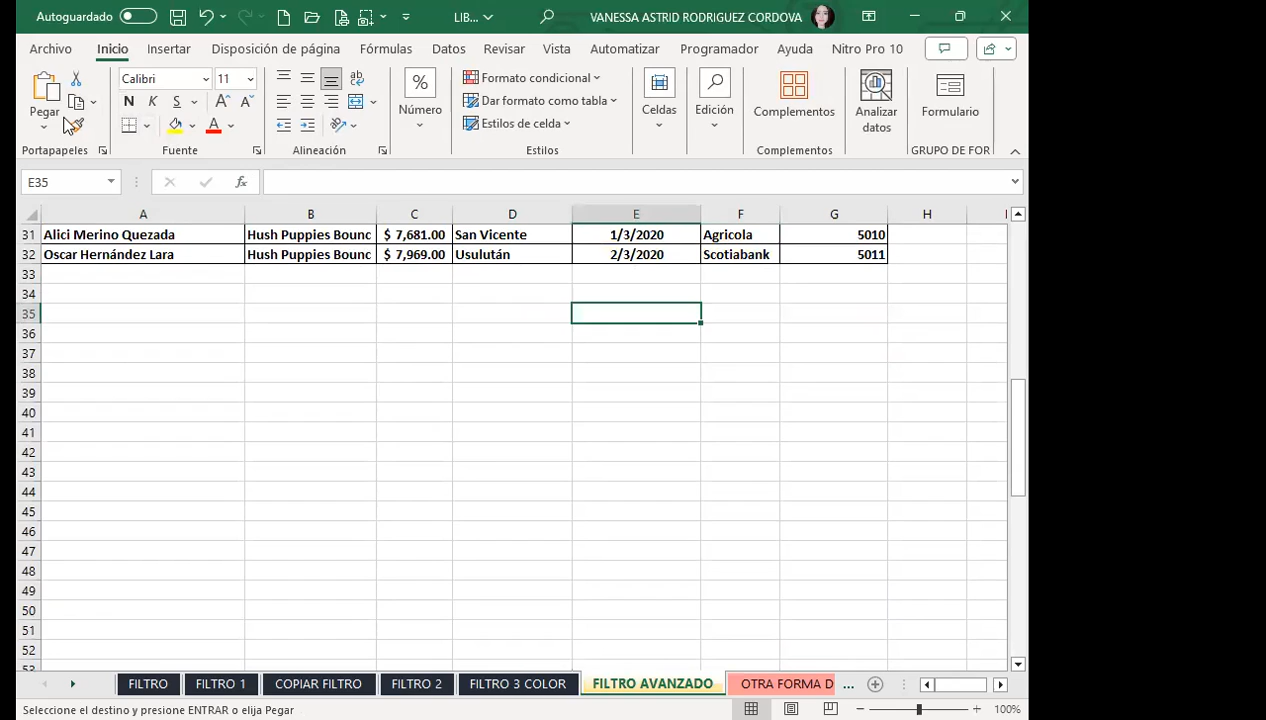 Autoguardado LIB... VANESSA ASTRID RODRIGUEZ CORDOVA
Archivo Inicio Insertar Disposición de página Fórmulas Datos Revisar Vista Automatizar Programador Ayuda Nitro Pro 10
Pegar Calibri 11 N K S A A A % Número Formato condicional Dar formato como tabla Estilos de celda Celdas Edición Complementos Analizar datos Formulario
Portapapeles Fuente Alineación Estilos Complementos GRUPO DE FOR
E35 fx
A B C D E F G H I
31 Alici Merino Quezada Hush Puppies Bounc $ 7,681.00 San Vicente 1/3/2020 Agricola 5010
32 Oscar Hernández Lara Hush Puppies Bounc $ 7,969.00 Usulután 2/3/2020 Scotiabank 5011
33
34
35
36
37
38
39
40
41
42
43
44
45
46
47
48
49
50
51
52
53
FILTRO FILTRO 1 COPIAR FILTRO FILTRO 2 FILTRO 3 COLOR FILTRO AVANZADO OTRA FORMA D ...
Seleccione el destino y presione ENTRAR o elija Pegar 100%